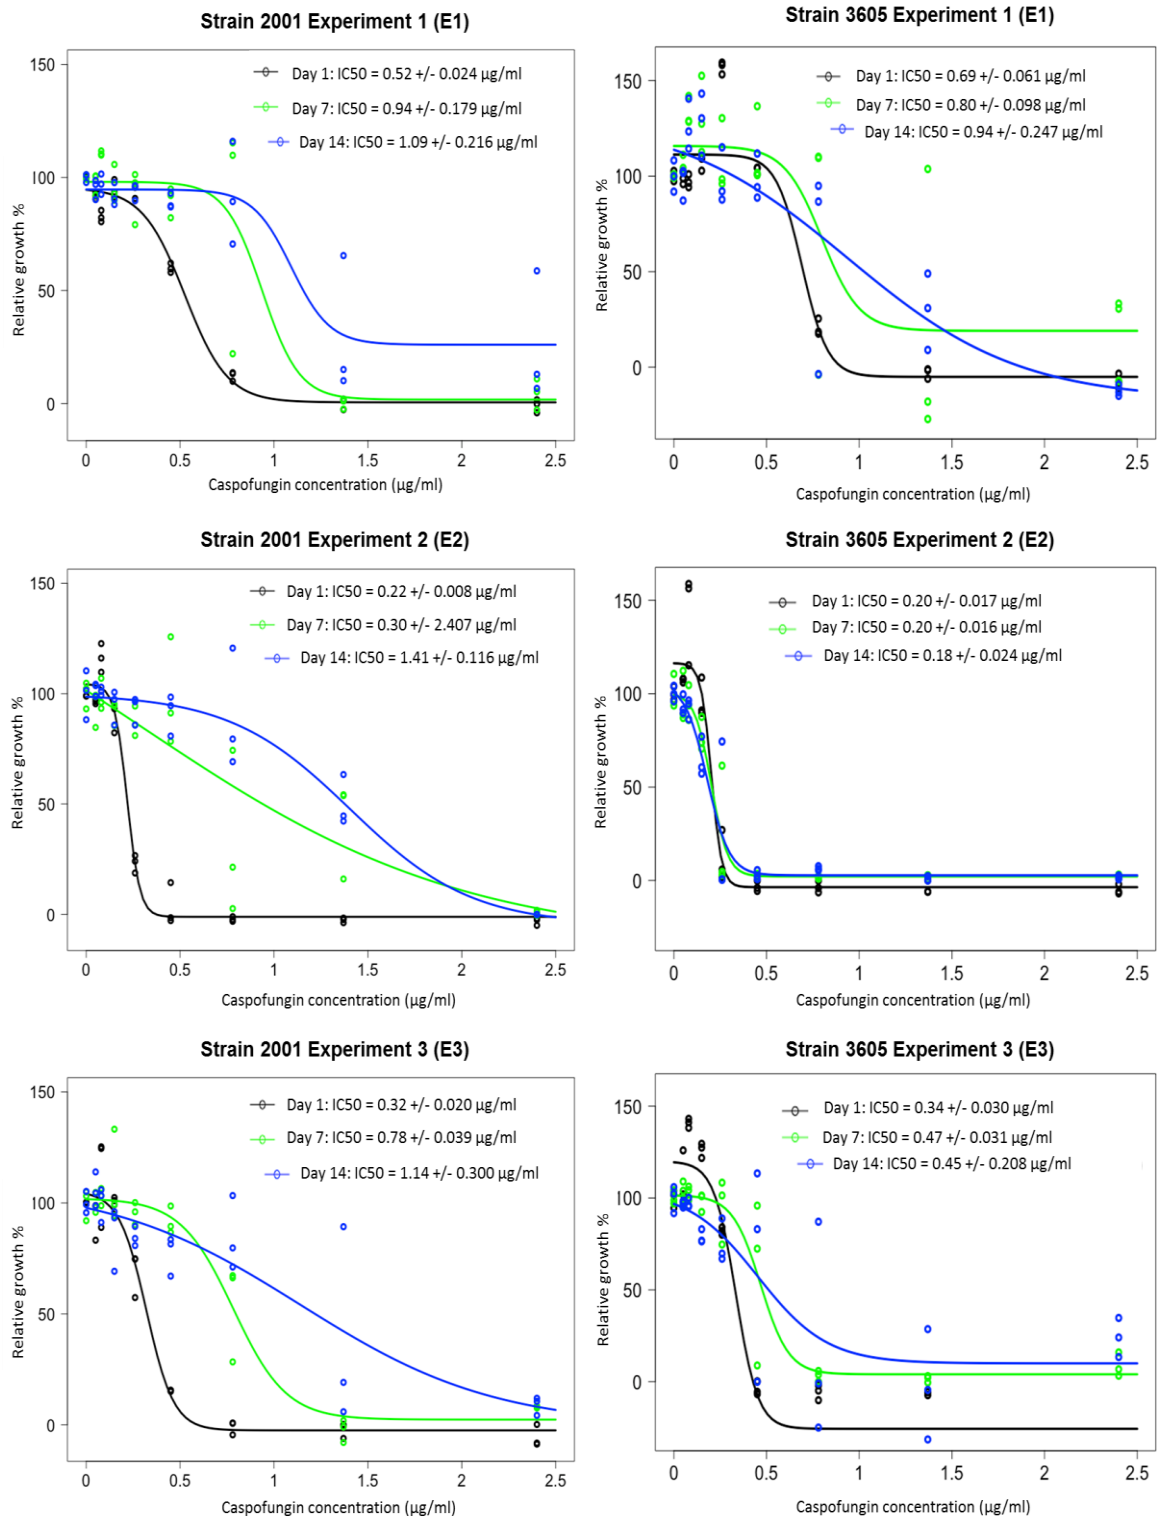 Strain 2001 Experiment 1 (E1)
150
100
50
0
Relative growth %
Day 1: IC50 = 0.52 +/- 0.024 µg/ml
Day 7: IC50 = 0.94 +/- 0.179 µg/ml
Day 14: IC50 = 1.09 +/- 0.216 µg/ml
0 0.5 1 1.5 2 2.5
Caspofungin concentration (µg/ml)
Strain 3605 Experiment 1 (E1)
150
100
50
0
Relative growth %
Day 1: IC50 = 0.69 +/- 0.061 µg/ml
Day 7: IC50 = 0.80 +/- 0.098 µg/ml
Day 14: IC50 = 0.94 +/- 0.247 µg/ml
0 0.5 1 1.5 2 2.5
Caspofungin concentration (µg/ml)
Strain 2001 Experiment 2 (E2)
150
100
50
0
Relative growth %
Day 1: IC50 = 0.22 +/- 0.008 µg/ml
Day 7: IC50 = 0.30 +/- 2.407 µg/ml
Day 14: IC50 = 1.41 +/- 0.116 µg/ml
0 0.5 1 1.5 2 2.5
Caspofungin concentration (µg/ml)
Strain 3605 Experiment 2 (E2)
150
100
50
0
Relative growth %
Day 1: IC50 = 0.20 +/- 0.017 µg/ml
Day 7: IC50 = 0.20 +/- 0.016 µg/ml
Day 14: IC50 = 0.18 +/- 0.024 µg/ml
0 0.5 1 1.5 2 2.5
Caspofungin concentration (µg/ml)
Strain 2001 Experiment 3 (E3)
150
100
50
0
Relative growth %
Day 1: IC50 = 0.32 +/- 0.020 µg/ml
Day 7: IC50 = 0.78 +/- 0.039 µg/ml
Day 14: IC50 = 1.14 +/- 0.300 µg/ml
0 0.5 1 1.5 2 2.5
Caspofungin concentration (µg/ml)
Strain 3605 Experiment 3 (E3)
150
100
50
0
Relative growth %
Day 1: IC50 = 0.34 +/- 0.030 µg/ml
Day 7: IC50 = 0.47 +/- 0.031 µg/ml
Day 14: IC50 = 0.45 +/- 0.208 µg/ml
0 0.5 1 1.5 2 2.5
Caspofungin concentration (µg/ml)